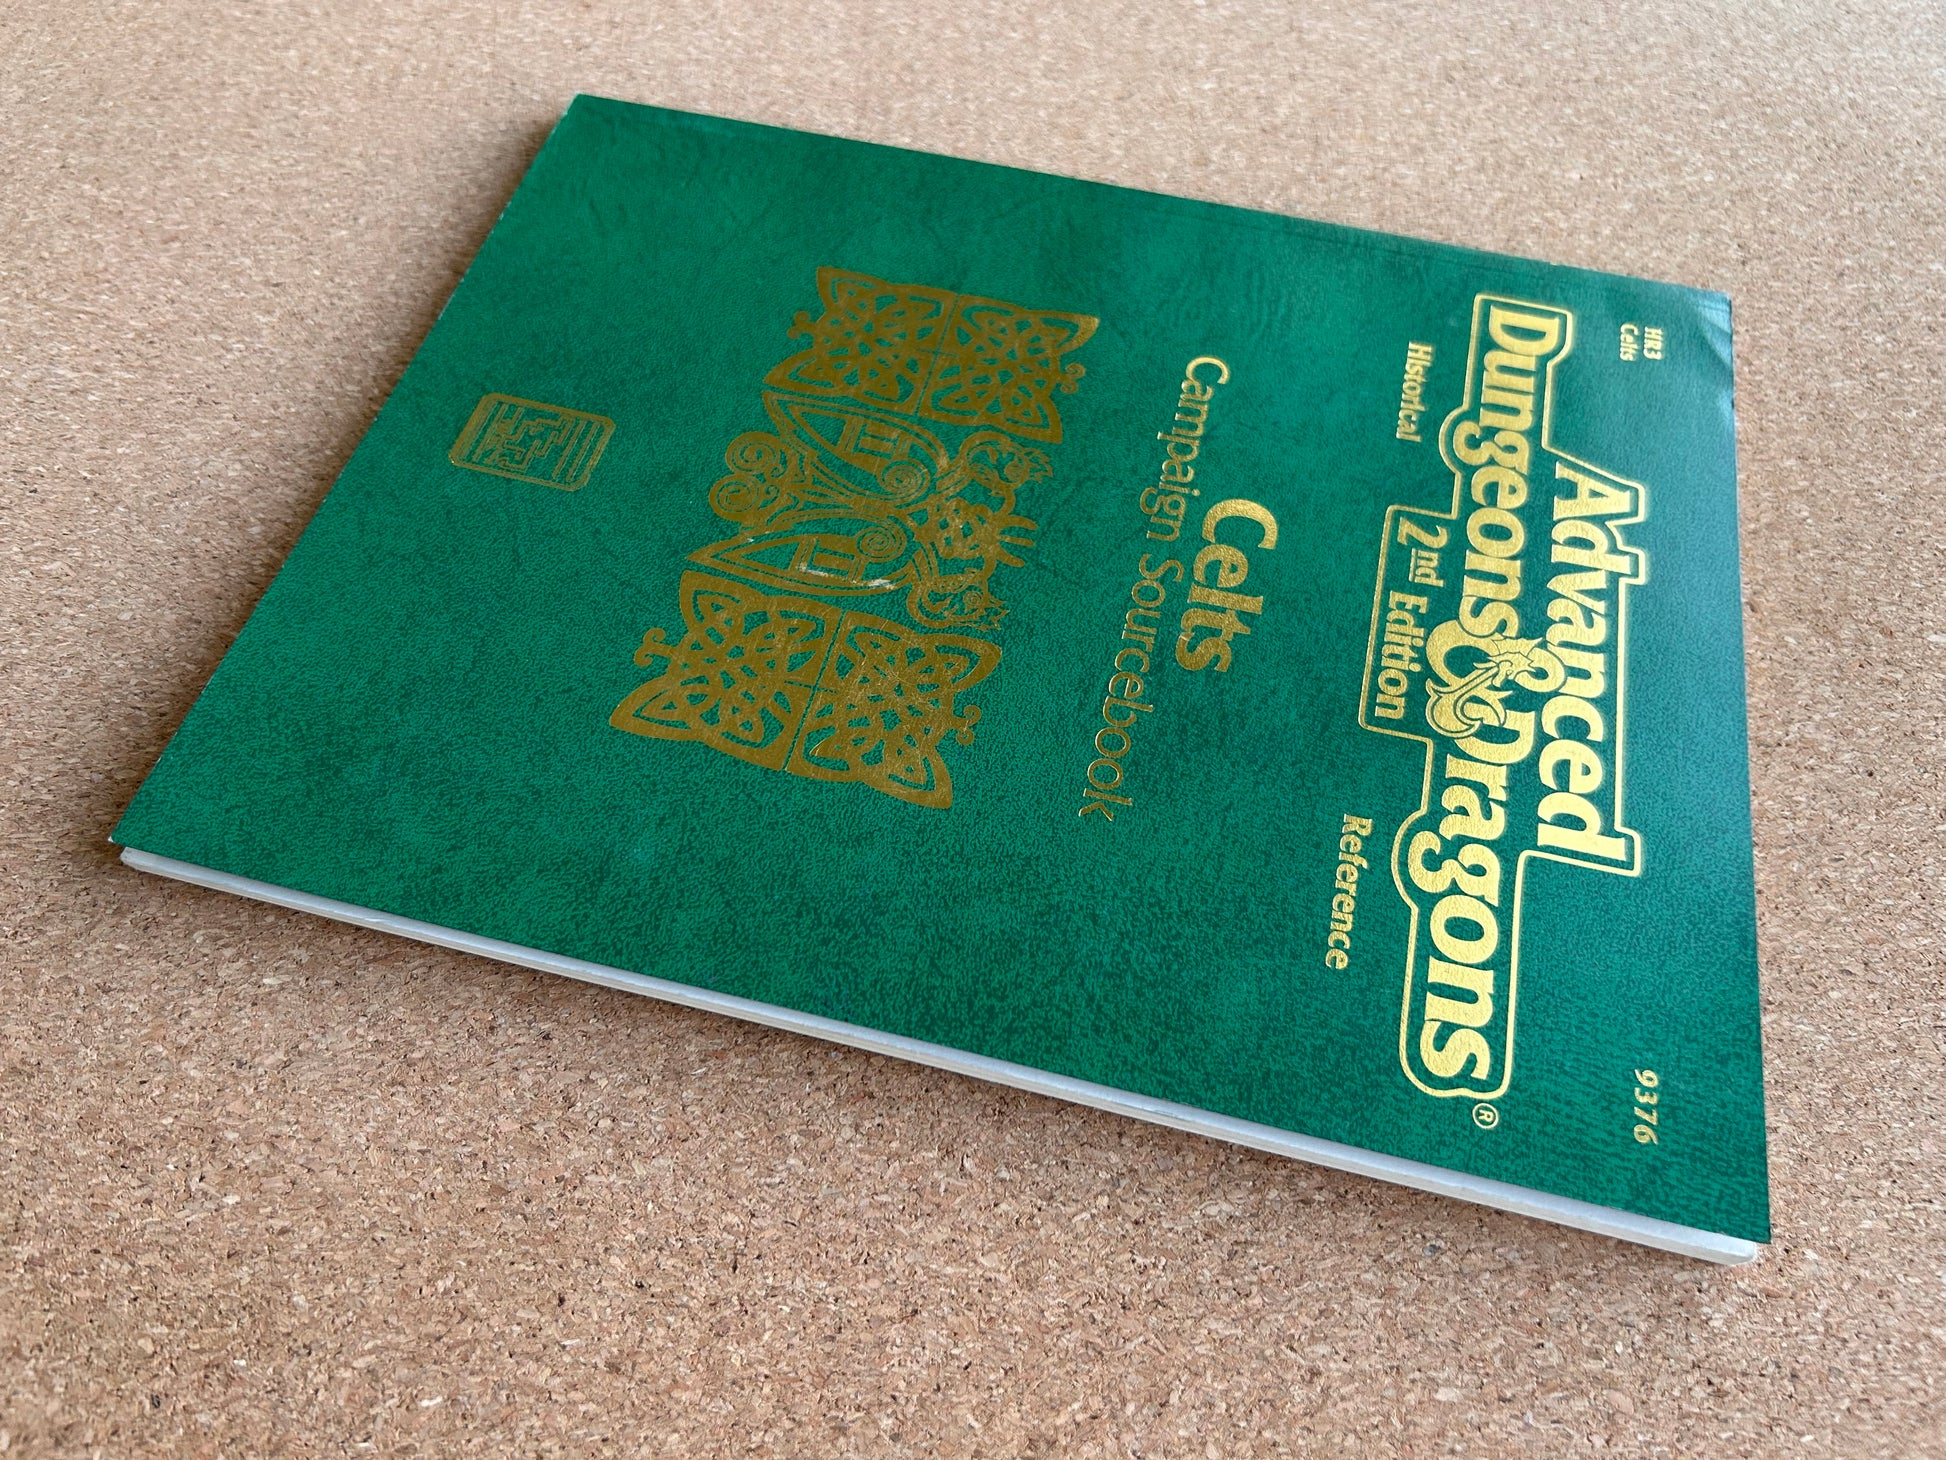 HR3
Celts
9376
Advanced
Dungeons & Dragons®
2nd Edition
Historical
Reference
Celts
Campaign Sourcebook